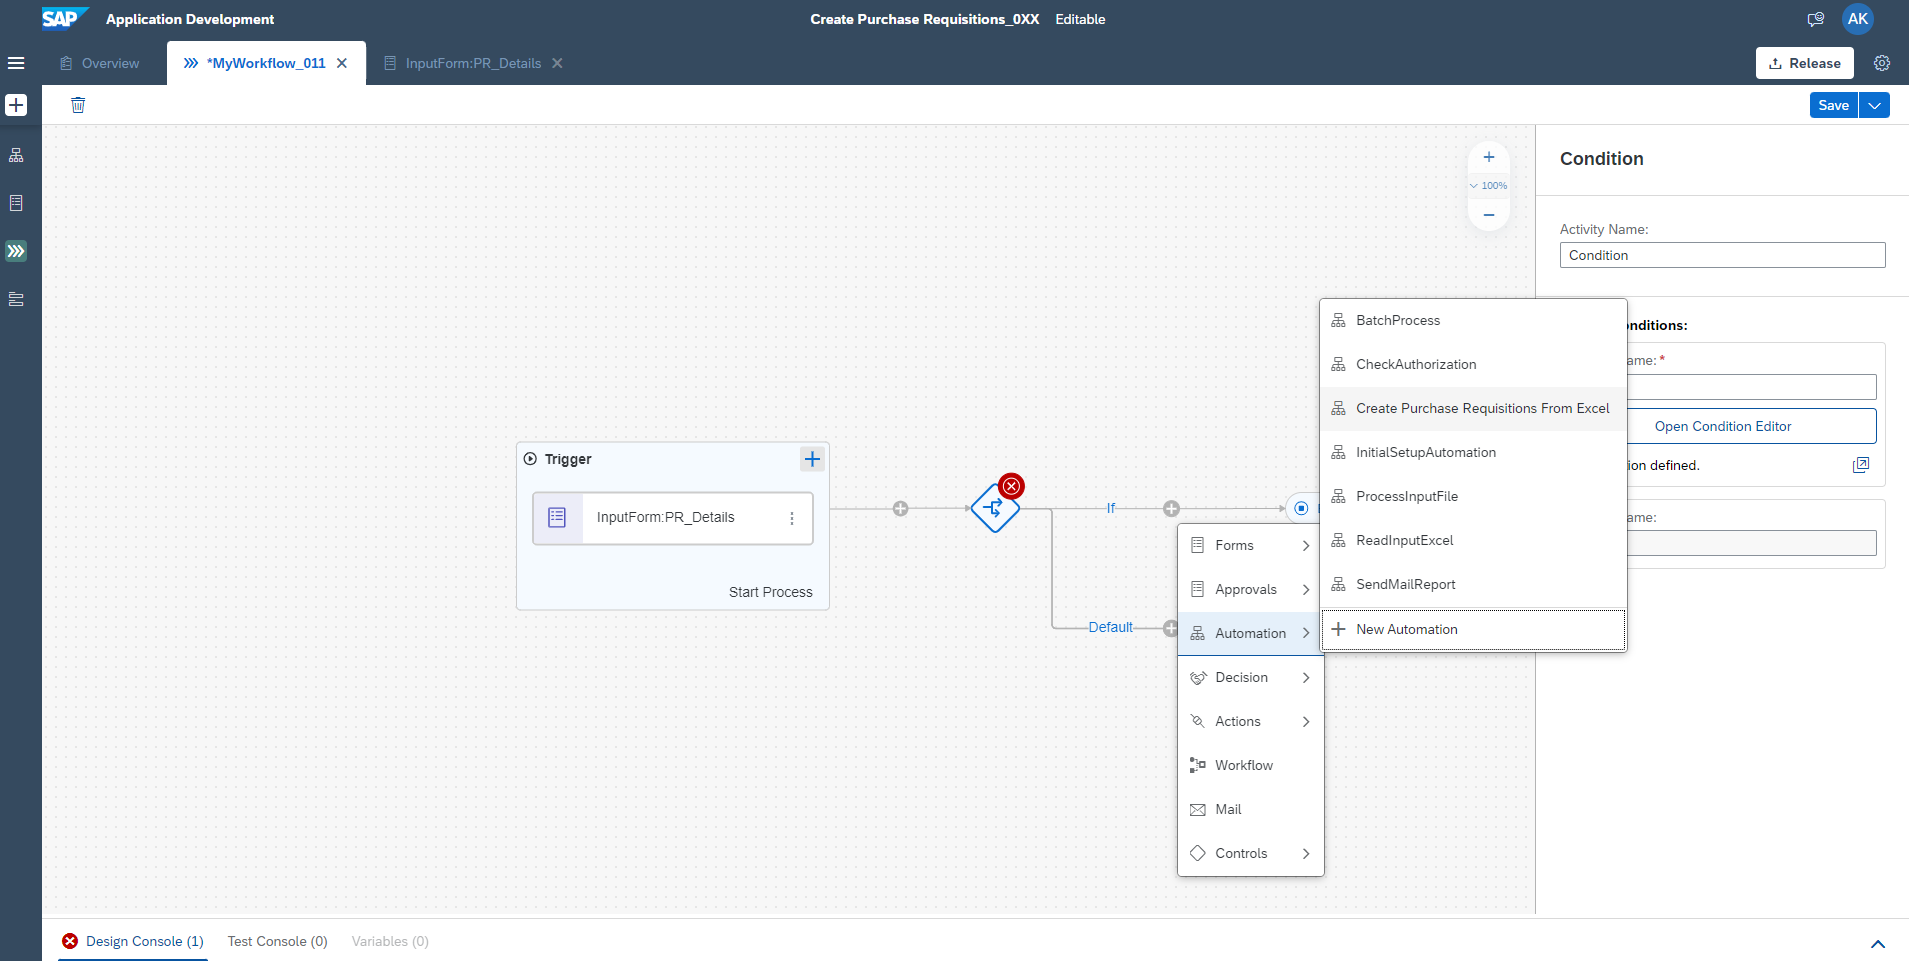 SAP
Application Development
Create Purchase Requisitions_0XX
Editable
AK
Overview
*MyWorkflow_011
InputForm:PR_Details
Release
Save
100%
Condition
Activity Name:
Condition
nditions:
ame: *
Open Condition Editor
ion defined.
ame:
Trigger
InputForm:PR_Details
Start Process
If
Default
Forms
Approvals
Automation
Decision
Actions
Workflow
Mail
Controls
BatchProcess
CheckAuthorization
Create Purchase Requisitions From Excel
InitialSetupAutomation
ProcessInputFile
ReadInputExcel
SendMailReport
New Automation
Design Console (1)
Test Console (0)
Variables (0)